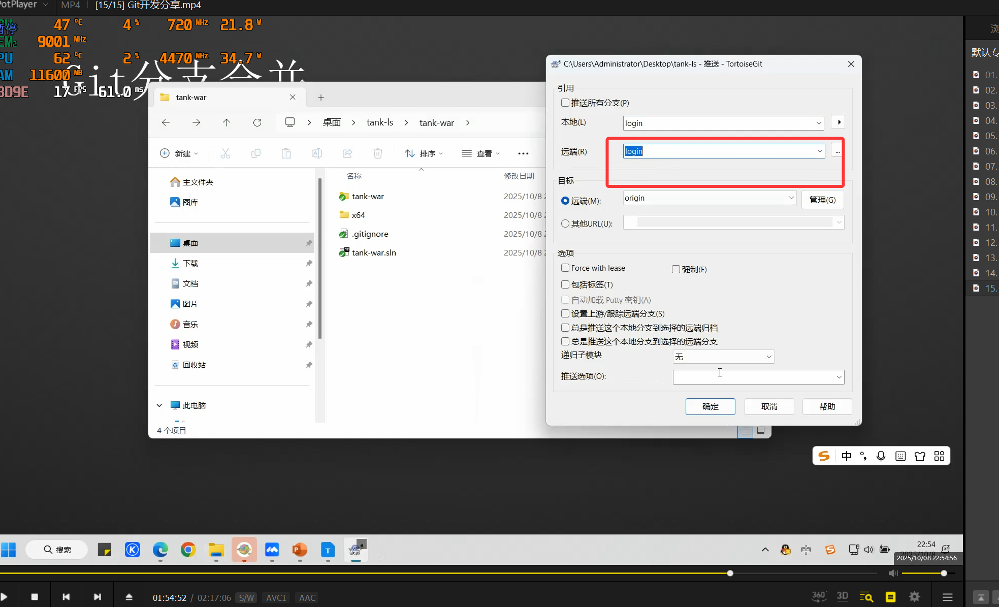 PotPlayer MP4 [15/15] Git开发分享.mp4
47 °C 4 % 720 MHz 21.8 W
暂停
9001 MHz
62 °C 2 % 4470 MHz 34.7 W
11600 MB
17 FPS 61.0 ms
Git分支合并
tank-war
桌面 > tank-ls > tank-war >
新建
排序
查看
主文件夹
图库
桌面
下载
文档
图片
音乐
视频
回收站
此电脑
名称 修改日期
tank-war 2025/10/8 2
x64 2025/10/8 2
.gitignore 2025/10/8 2
tank-war.sln 2025/10/8 2
4 个项目
C:\Users\Administrator\Desktop\tank-ls - 推送 - TortoiseGit
引用
推送所有分支(P)
本地(L) login
远端(R) login ...
目标
远端(M): origin 管理(G)
其他URL(U):
选项
Force with lease 强制(F)
包括标签(T)
自动加载 Putty 密钥(A)
设置上游/跟踪远端分支(S)
总是推送这个本地分支到选择的远端归档
总是推送这个本地分支到选择的远端分支
递归子模块 无
推送选项(O):
确定 取消 帮助
浏
默认专
01.
02.
03.
04.
05.
06.
07.
08.
09.
10.
11.
12.
13.
14.
15.
中
搜索
22:54
2025/10/8
2025/10/08 22:54:56
01:54:52 / 02:17:06 S/W AVC1 AAC
360° 3D